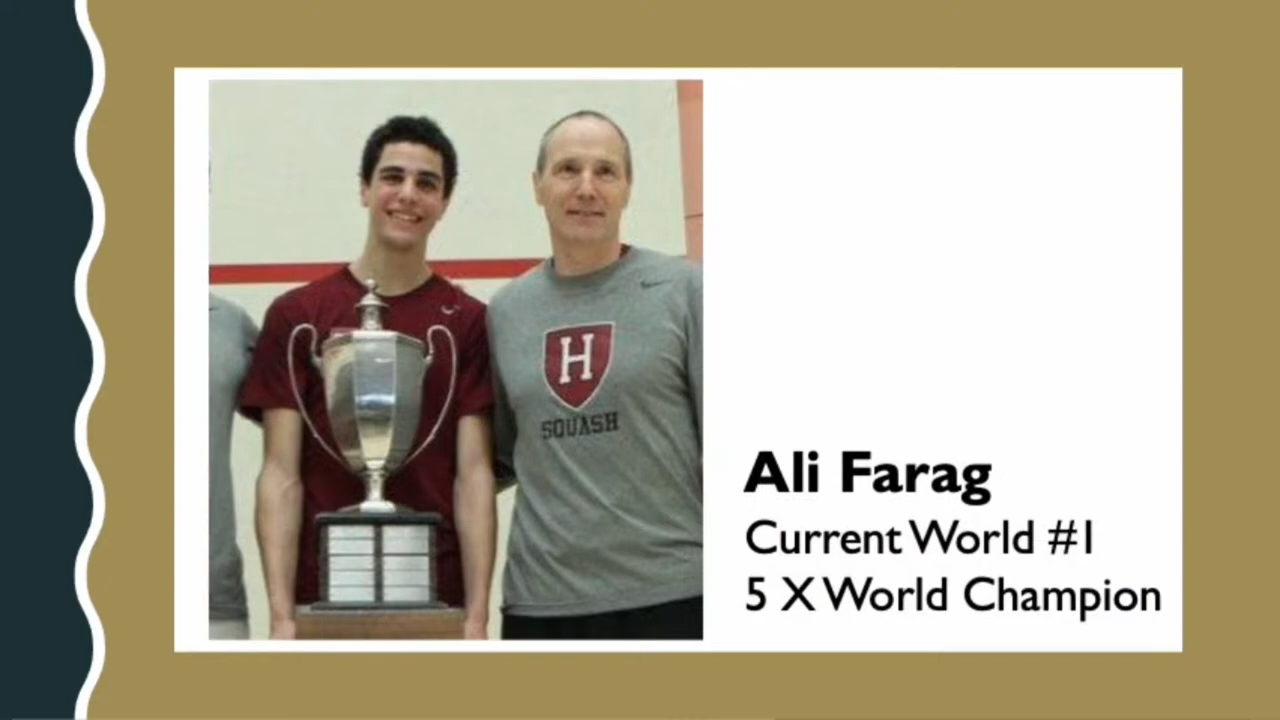 H
SQUASH
Ali Farag
Current World #1
5 X World Champion